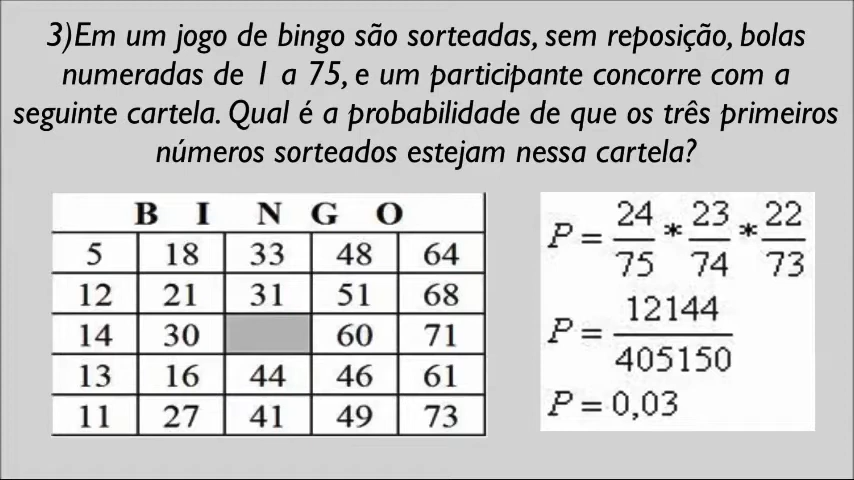 3)Em um jogo de bingo são sorteadas, sem reposição, bolas
numeradas de 1 a 75, e um participante concorre com a
seguinte cartela. Qual é a probabilidade de que os três primeiros
números sorteados estejam nessa cartela?
B I N G O
5 18 33 48 64
12 21 31 51 68
14 30 60 71
13 16 44 46 61
11 27 41 49 73
P = 24/75 * 23/74 * 22/73
P = 12144/405150
P = 0,03